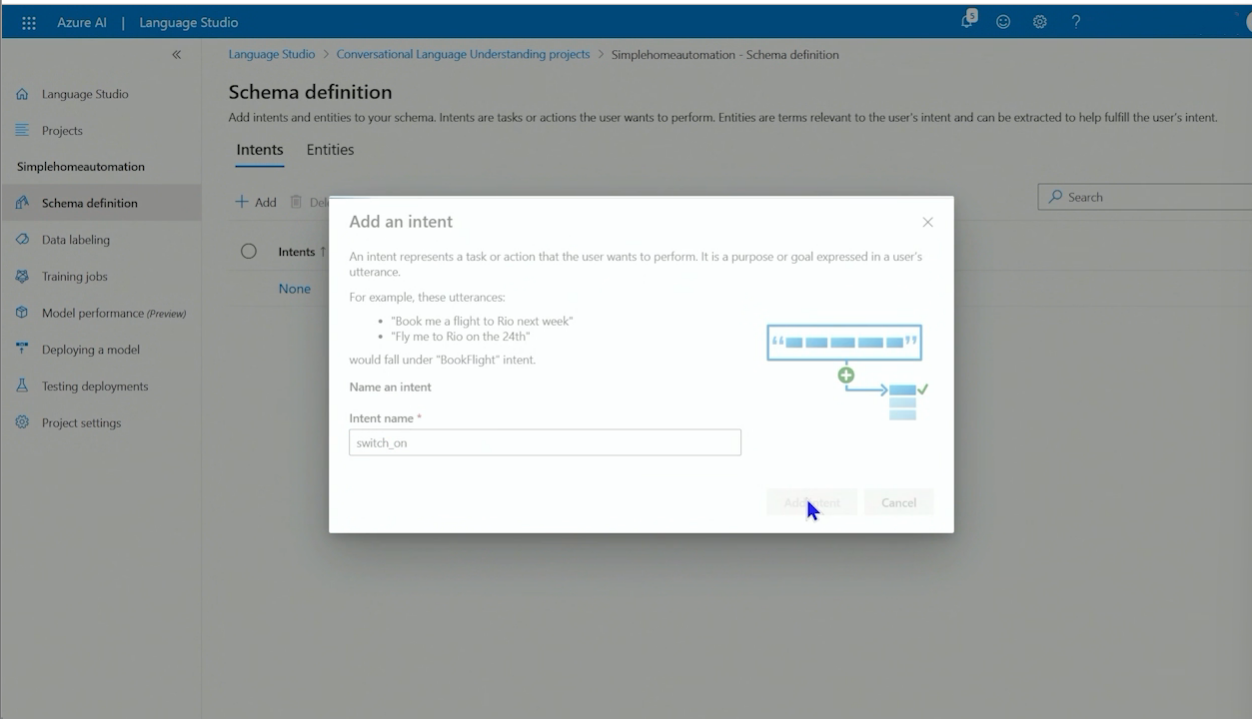 Azure AI | Language Studio
5
?
Language Studio > Conversational Language Understanding projects > Simplehomeautomation - Schema definition
Language Studio
Projects
Simplehomeautomation
Schema definition
Data labeling
Training jobs
Model performance (Preview)
Deploying a model
Testing deployments
Project settings
Schema definition
Add intents and entities to your schema. Intents are tasks or actions the user wants to perform. Entities are terms relevant to the user's intent and can be extracted to help fulfill the user's intent.
Intents Entities
+ Add
Search
Intents ↑
None
Add an intent
An intent represents a task or action that the user wants to perform. It is a purpose or goal expressed in a user's
utterance.
For example, these utterances:
• "Book me a flight to Rio next week"
• "Fly me to Rio on the 24th"
would fall under "BookFlight" intent.
Name an intent
Intent name *
switch_on
Add intent Cancel